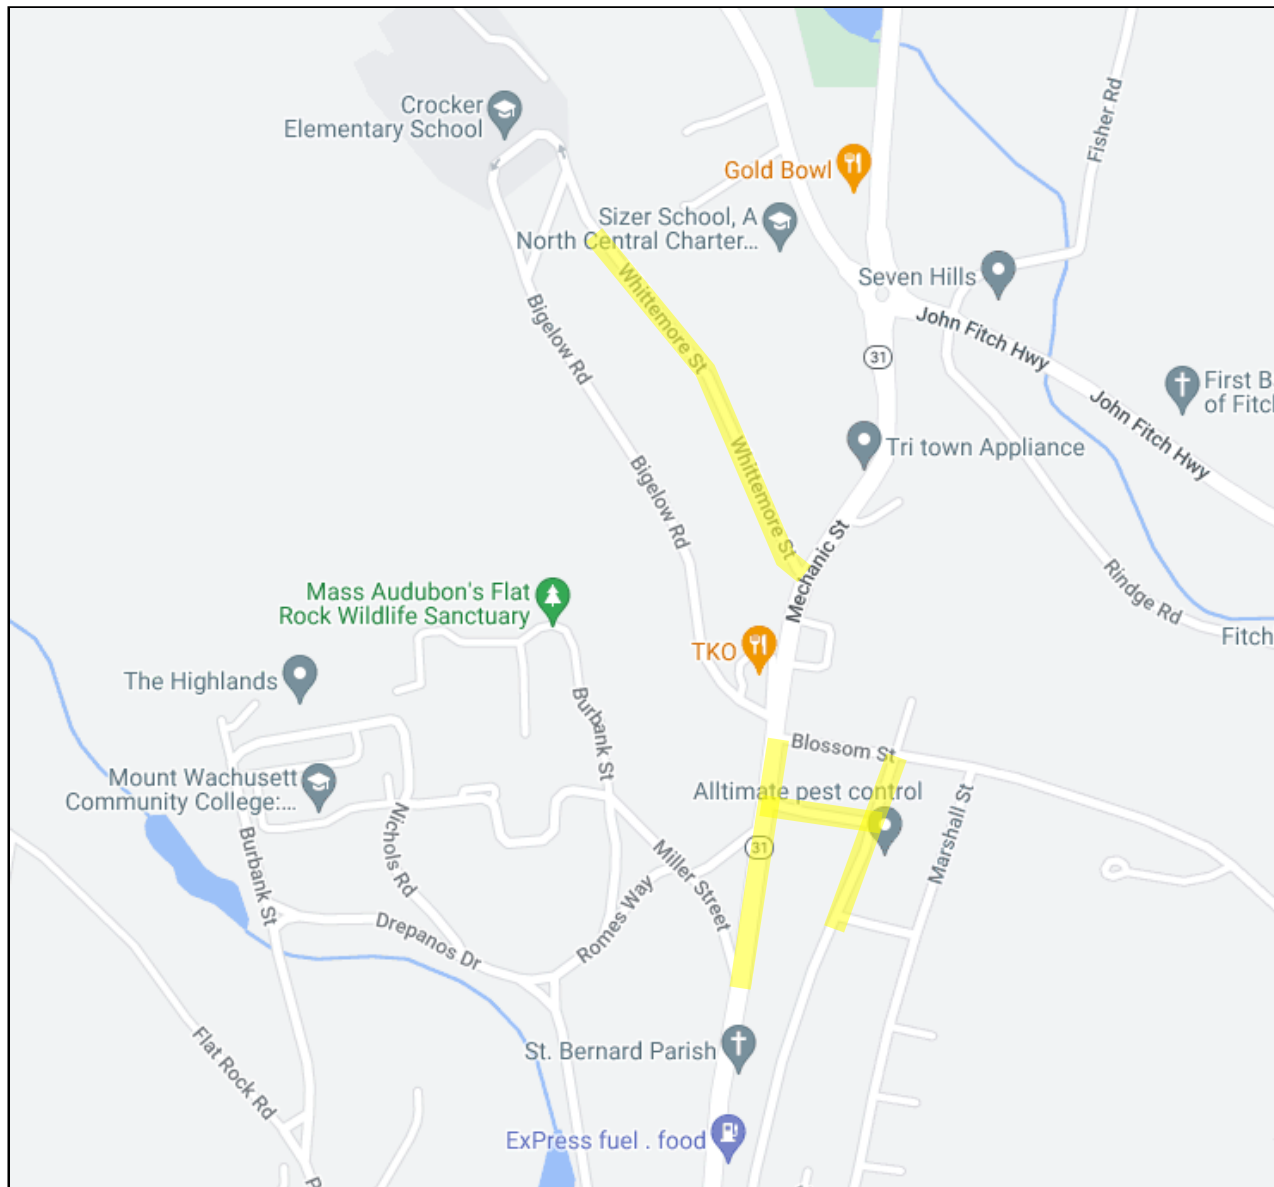 Crocker
Elementary School
Fisher Rd
Gold Bowl
Sizer School, A
North Central Charter...
Seven Hills
Whittemore St
Bigelow Rd
John Fitch Hwy
31
First B
of Fitcl
John Fitch Hwy
Tri town Appliance
Whittemore St
Bigelow Rd
Mechanic St
Rindge Rd
Fitch
Mass Audubon's Flat
Rock Wildlife Sanctuary
TKO
The Highlands
Burbank St
Blossom St
Mount Wachusett
Community College:...
Alltimate pest control
Nichols Rd
Marshall St
31
Burbank St
Miller Street
Romes Way
Drepanos Dr
St. Bernard Parish
Flat Rock Rd
ExPress fuel . food